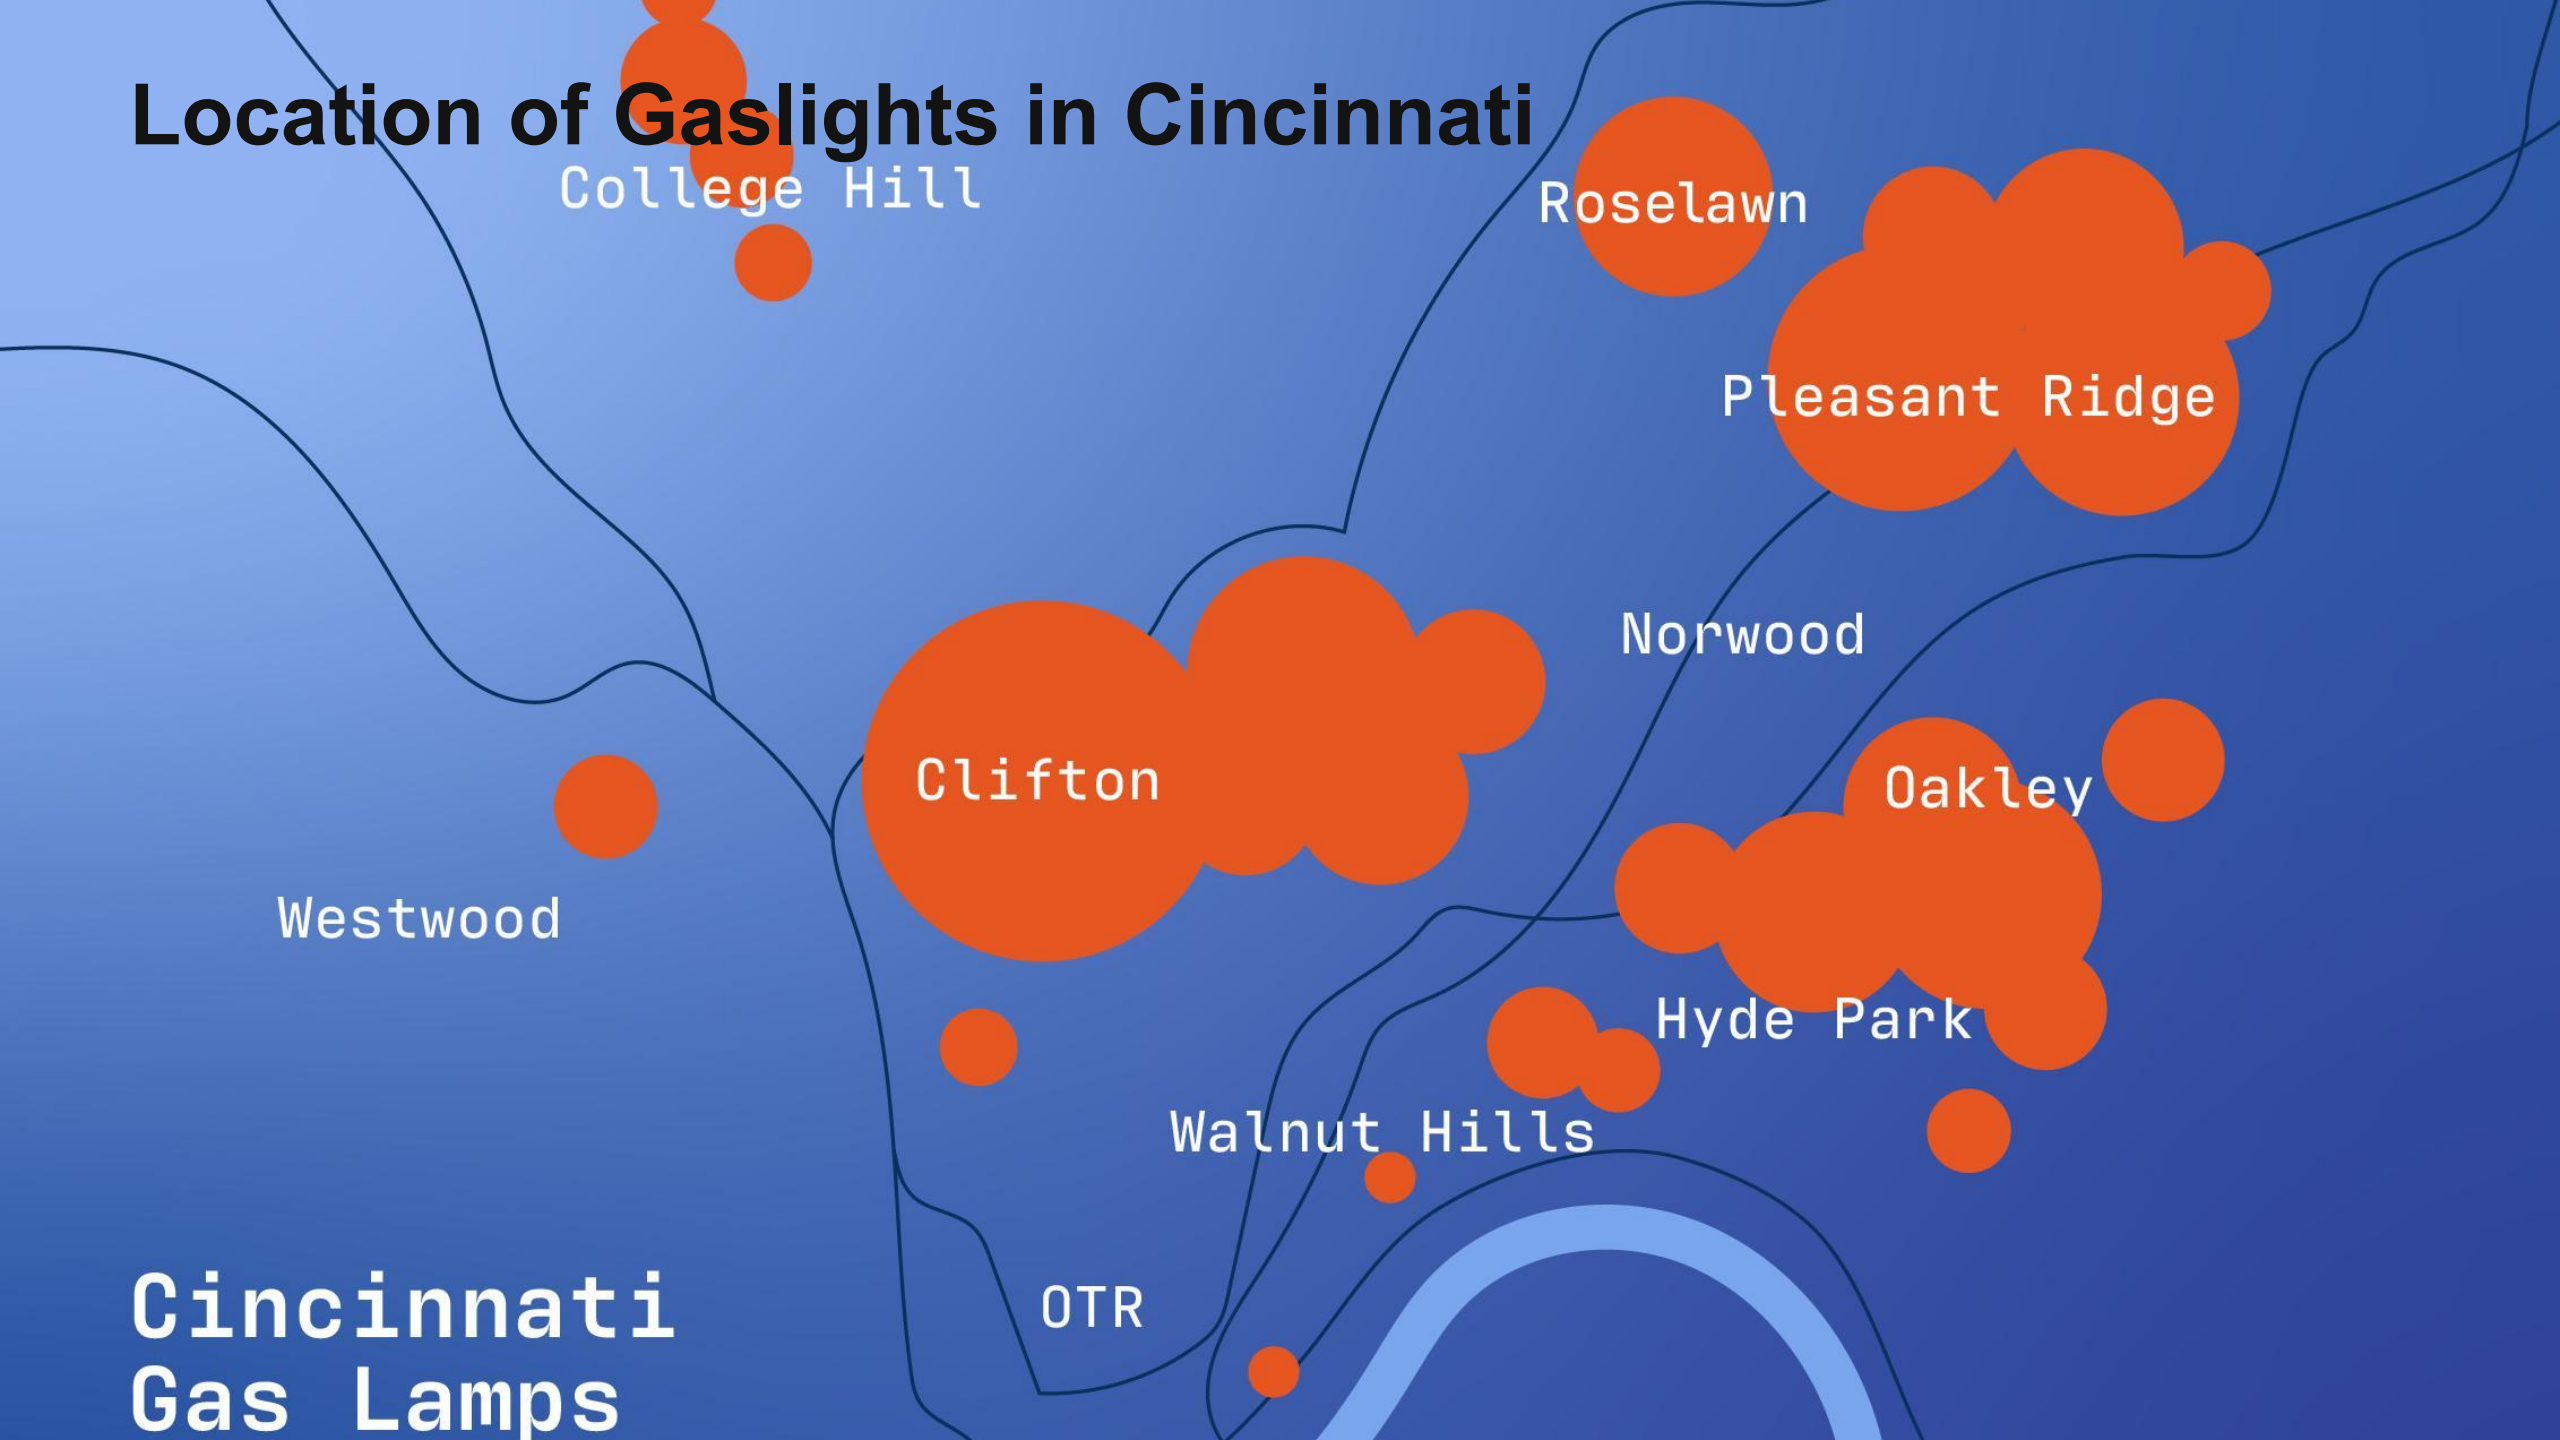 Location of Gaslights in Cincinnati
College Hill
Roselawn
Pleasant Ridge
Norwood
Clifton
Oakley
Westwood
Hyde Park
Walnut Hills
OTR
Cincinnati
Gas Lamps